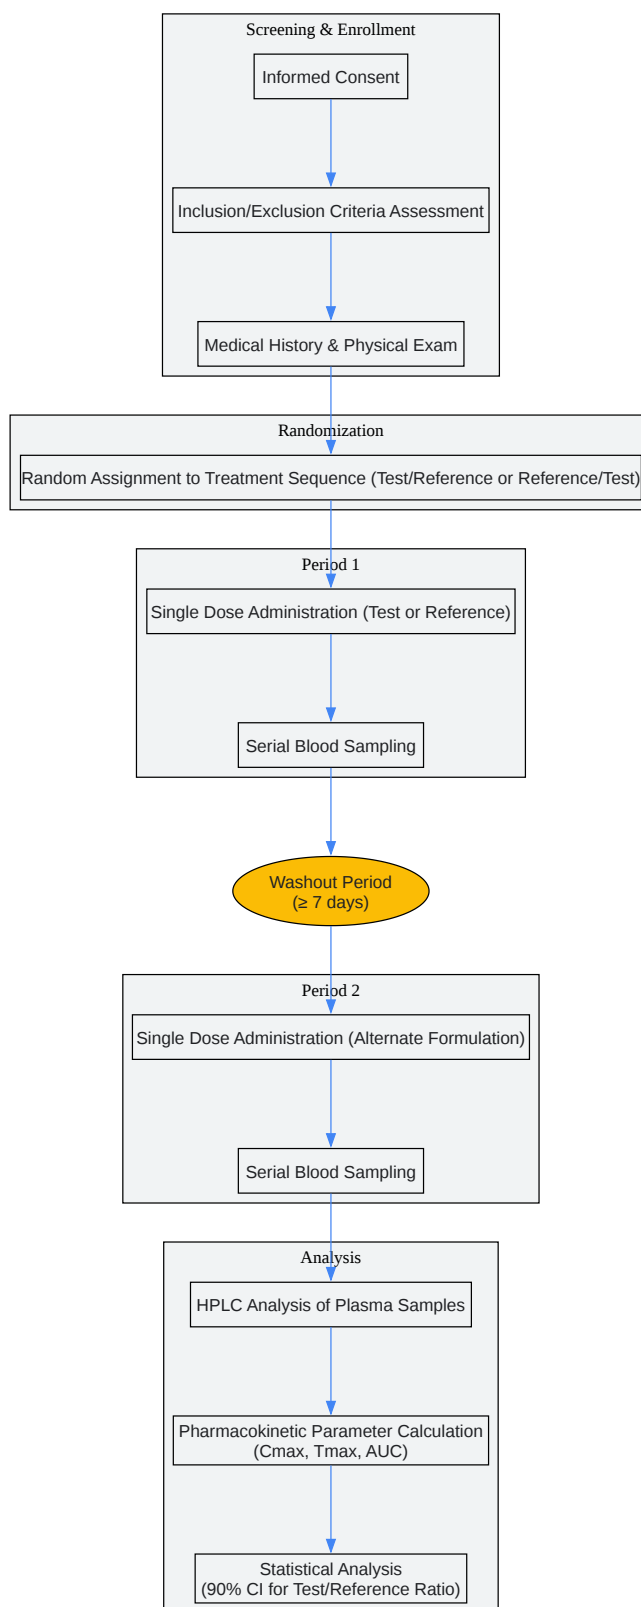 Screening & Enrollment
Informed Consent
Inclusion/Exclusion Criteria Assessment
Medical History & Physical Exam
Randomization
Random Assignment to Treatment Sequence (Test/Reference or Reference/Test)
Period 1
Single Dose Administration (Test or Reference)
Serial Blood Sampling
Washout Period
(≥ 7 days)
Period 2
Single Dose Administration (Alternate Formulation)
Serial Blood Sampling
Analysis
HPLC Analysis of Plasma Samples
Pharmacokinetic Parameter Calculation
(Cmax, Tmax, AUC)
Statistical Analysis
(90% CI for Test/Reference Ratio)